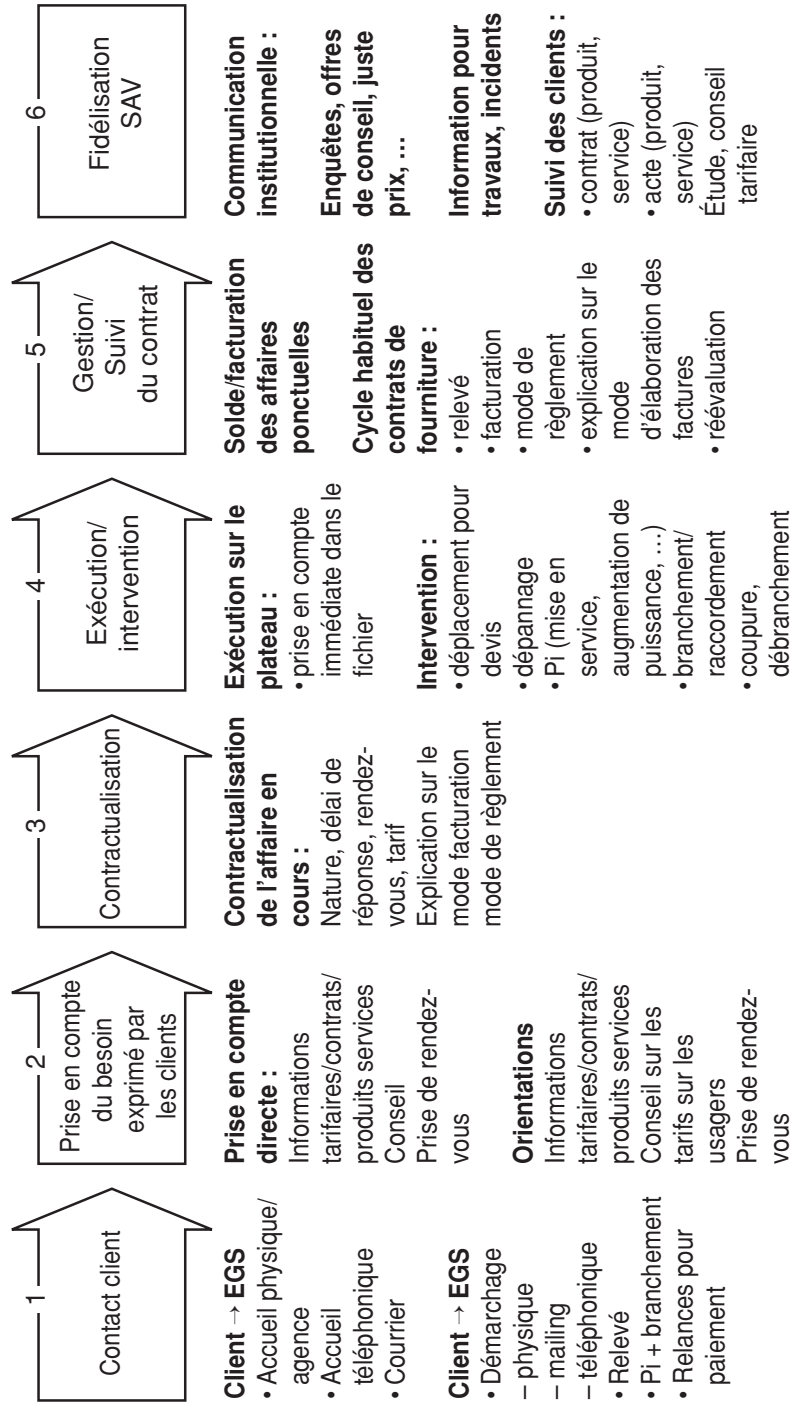 1
Contact client
Client → EGS
• Accueil physique/
agence
• Accueil
téléphonique
• Courrier
Client → EGS
• Démarchage
– physique
– mailing
– téléphonique
• Relevé
• Pi + branchement
• Relances pour
paiement
2
Prise en compte
du besoin
exprimé par
les clients
Prise en compte
directe :
Informations
tarifaires/contrats/
produits services
Conseil
Prise de rendez-
vous
Orientations
Informations
tarifaires/contrats/
produits services
Conseil sur les
tarifs sur les
usagers
Prise de rendez-
vous
3
Contractualisation
Contractualisation
de l'affaire en
cours :
Nature, délai de
réponse, rendez-
vous, tarif
Explication sur le
mode facturation
mode de règlement
4
Exécution/
intervention
Exécution sur le
plateau :
• prise en compte
immédiate dans le
fichier
Intervention :
• déplacement pour
devis
• dépannage
• Pi (mise en
service,
augmentation de
puissance, …)
• branchement/
raccordement
• coupure,
débranchement
5
Gestion/
Suivi
du contrat
Solde/facturation
des affaires
ponctuelles
Cycle habituel des
contrats de
fourniture :
• relevé
• facturation
• mode de
règlement
• explication sur le
mode
d'élaboration des
factures
• réévaluation
6
Fidélisation
SAV
Communication
institutionnelle :
Enquêtes, offres
de conseil, juste
prix, …
Information pour
travaux, incidents
Suivi des clients :
• contrat (produit,
service)
• acte (produit,
service)
Étude, conseil
tarifaire